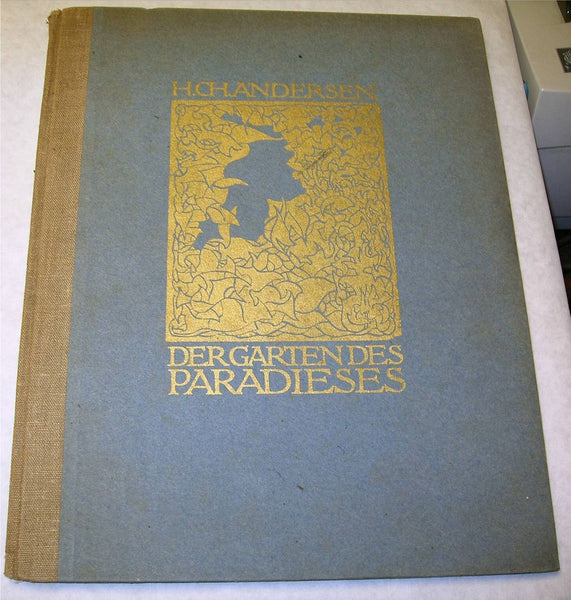 H.CH.ANDERSEN
DER GARTEN DES
PARADIESES